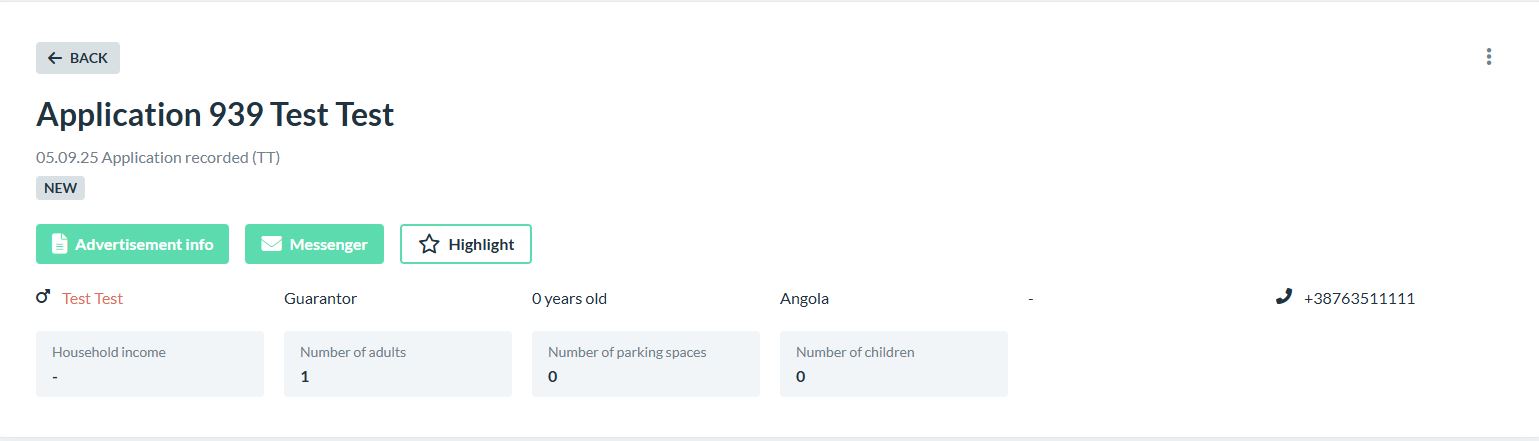 BACK
Application 939 Test Test
05.09.25 Application recorded (TT)
NEW
Advertisement info Messenger Highlight
Test Test Guarantor 0 years old Angola - +38763511111
Household income Number of adults Number of parking spaces Number of children
- 1 0 0